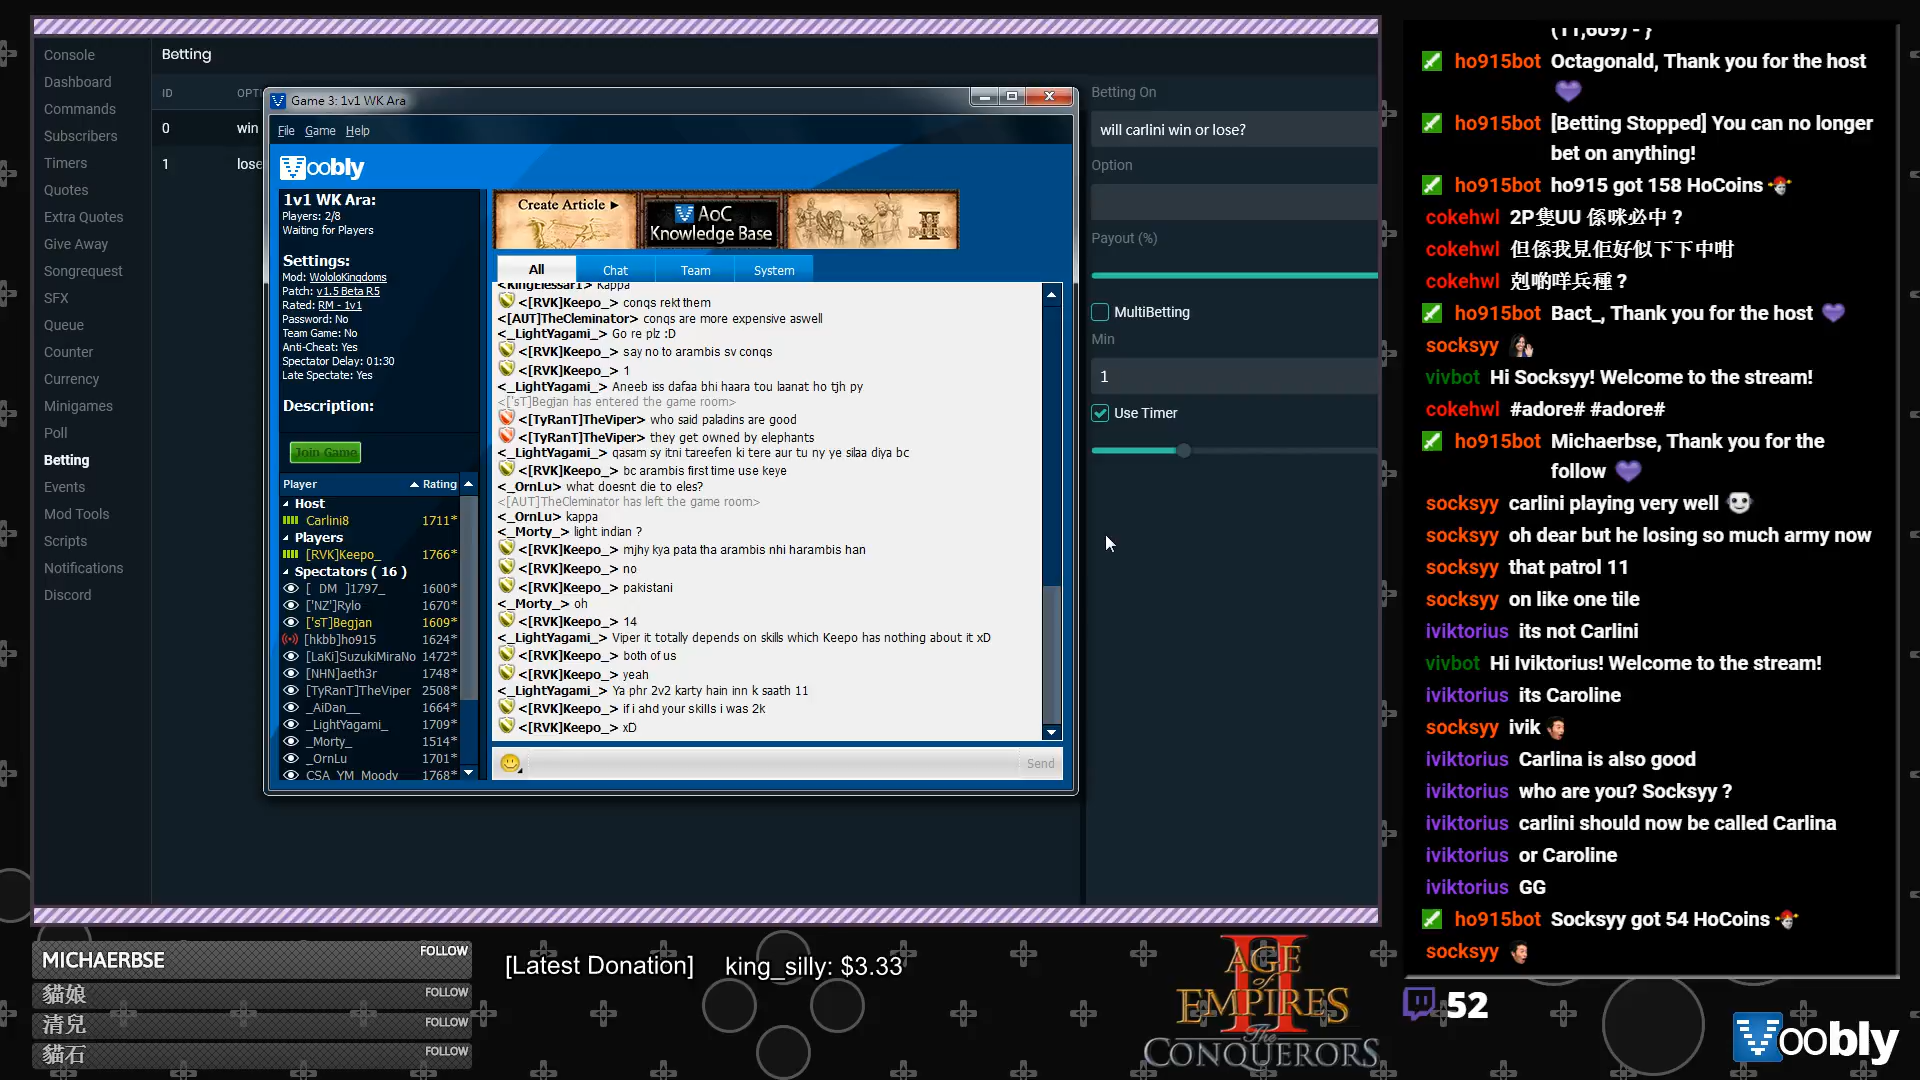 Console
Dashboard
Commands
Subscribers
Timers
Quotes
Extra Quotes
Give Away
Songrequest
SFX
Queue
Counter
Currency
Minigames
Poll
Betting
Events
Mod Tools
Scripts
Notifications
Discord
Betting
ID
OPTI
0 win
1 lose
Game 3: 1v1 WK Ara
File Game Help
Voobly
1v1 WK Ara:
Players: 2/8
Waiting for Players
Settings:
Mod: WololoKingdoms
Patch: v1.5 Beta R5
Rated: RM - 1v1
Password: No
Team Game: No
Anti-Cheat: Yes
Spectator Delay: 01:30
Late Spectate: Yes
Description:
Join Game
Player Rating
Host
Carlini8 1711*
Players
[RVK]Keepo_ 1766*
Spectators ( 16 )
[ DM ]1797_ 1600*
['NZ']Rylo 1670*
['sT]Begjan 1609*
[hkbb]ho915 1624*
[LaKi]SuzukiMiraNo 1472*
[NHN]aeth3r 1748*
[TyRanT]TheViper 2508*
_AiDan__ 1664*
_LightYagami_ 1709*
_Morty_ 1514*
_OrnLu 1701*
CSA_YM_Moody 1768*
Create Article ▶
AoC
Knowledge Base
All Chat Team System
<KingElessar1> Kappa
<[RVK]Keepo_> conqs rekt them
<[AUT]TheCleminator> conqs are more expensive aswell
<_LightYagami_> Go re plz :D
<[RVK]Keepo_> say no to arambis sv conqs
<[RVK]Keepo_> 1
<_LightYagami_> Aneeb iss dafaa bhi haara tou laanat ho tjh py
<['sT]Begjan has entered the game room>
<[TyRanT]TheViper> who said paladins are good
<[TyRanT]TheViper> they get owned by elephants
<_LightYagami_> qasam sy itni tareefen ki tere aur tu ny ye silaa diya bc
<[RVK]Keepo_> bc arambis first time use keye
<_OrnLu> what doesnt die to eles?
<[AUT]TheCleminator has left the game room>
<_OrnLu> kappa
<_Morty_> light indian ?
<[RVK]Keepo_> mjhy kya pata tha arambis nhi harambis han
<[RVK]Keepo_> no
<[RVK]Keepo_> pakistani
<_Morty_> oh
<[RVK]Keepo_> 14
<_LightYagami_> Viper it totally depends on skills which Keepo has nothing about it xD
<[RVK]Keepo_> both of us
<[RVK]Keepo_> yeah
<_LightYagami_> Ya phr 2v2 karty hain inn k saath 11
<[RVK]Keepo_> if i ahd your skills i was 2k
<[RVK]Keepo_> xD
Send
Betting On
will carlini win or lose?
Option
Payout (%)
MultiBetting
Min
1
Use Timer
(11,609) - }
ho915bot Octagonald, Thank you for the host
ho915bot [Betting Stopped] You can no longer
bet on anything!
ho915bot ho915 got 158 HoCoins
cokehwl 2P隻UU 係咪必中？
cokehwl 但係我見佢好似下下中咁
cokehwl 剋啲咩兵種？
ho915bot Bact_, Thank you for the host
socksyy
vivbot Hi Socksyy! Welcome to the stream!
cokehwl #adore# #adore#
ho915bot Michaerbse, Thank you for the
follow
socksyy carlini playing very well
socksyy oh dear but he losing so much army now
socksyy that patrol 11
socksyy on like one tile
iviktorius its not Carlini
vivbot Hi Iviktorius! Welcome to the stream!
iviktorius its Caroline
socksyy ivik
iviktorius Carlina is also good
iviktorius who are you? Socksyy ?
iviktorius carlini should now be called Carlina
iviktorius or Caroline
iviktorius GG
ho915bot Socksyy got 54 HoCoins
socksyy
MICHAERBSE FOLLOW
貓娘 FOLLOW
清兒 FOLLOW
貓石 FOLLOW
[Latest Donation] king_silly: $3.33
AGE
of
EMPIRES
II
The
CONQUERORS
52
Voobly